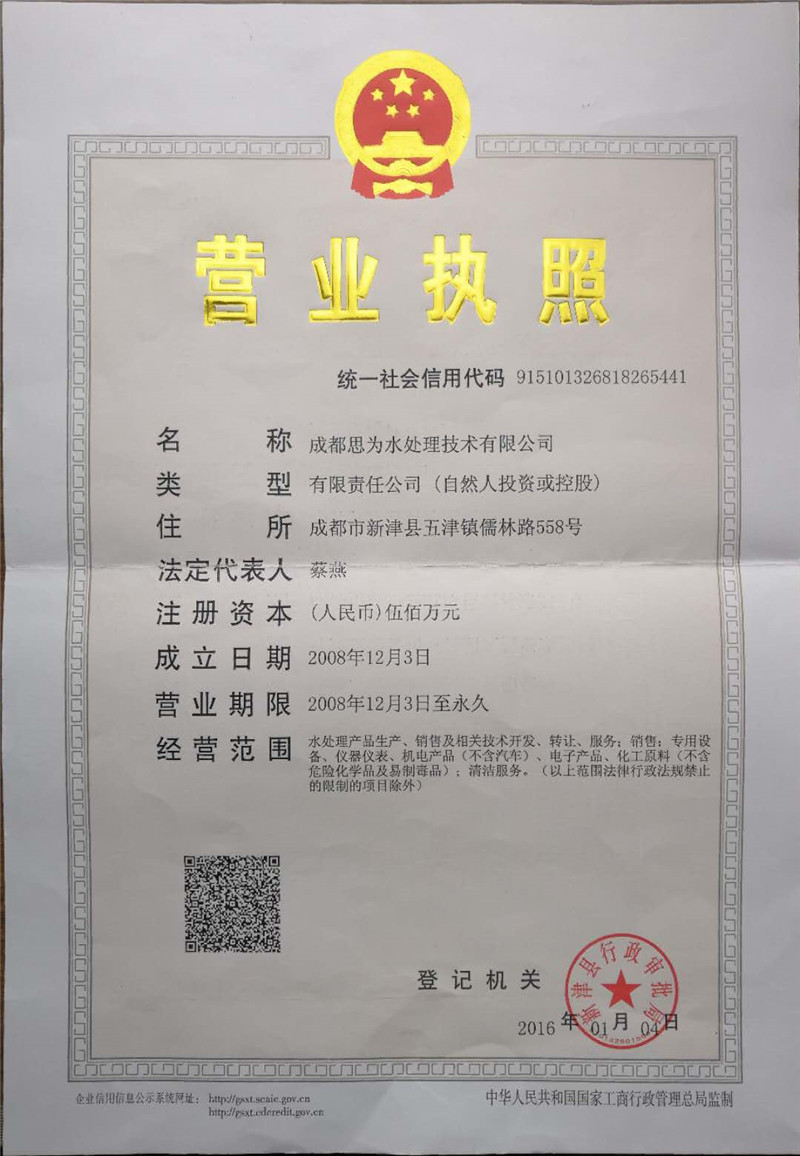 营业执照
统一社会信用代码 915101326818265441
名称 成都思为水处理技术有限公司
类型 有限责任公司（自然人投资或控股）
住所 成都市新津县五津镇儒林路558号
法定代表人 蔡燕
注册资本 (人民币)伍佰万元
成立日期 2008年12月3日
营业期限 2008年12月3日至永久
经营范围 水处理产品生产、销售及相关技术开发、转让、服务；销售：专用设
备、仪器仪表、机电产品（不含汽车）、电子产品、化工原料（不含
危险化学品及易制毒品）；清洁服务。（以上范围法律行政法规禁止
的限制的项目除外）
登记机关
新津县行政审批局
2016年01月04日
企业信用信息公示系统网址： http://gsxt.scaic.gov.cn
http://gsxt.cdcredit.gov.cn
中华人民共和国国家工商行政管理总局监制